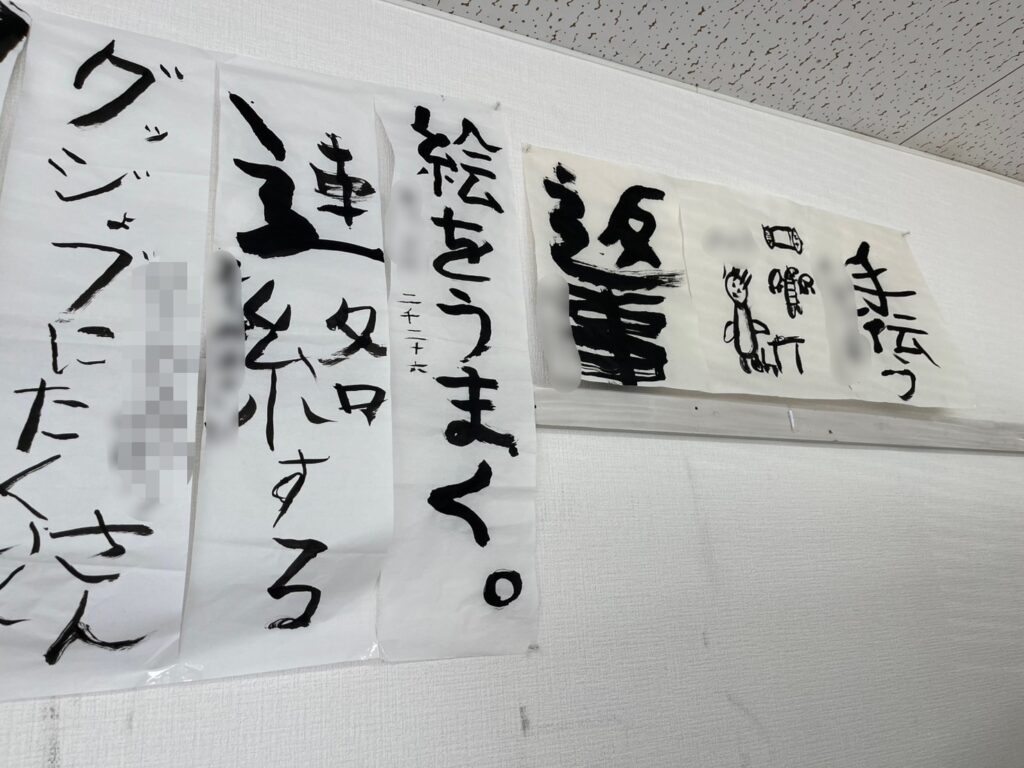 手伝う
返事
絵をうまく。
二千二十六
連絡する
グッジョブにたく
さん